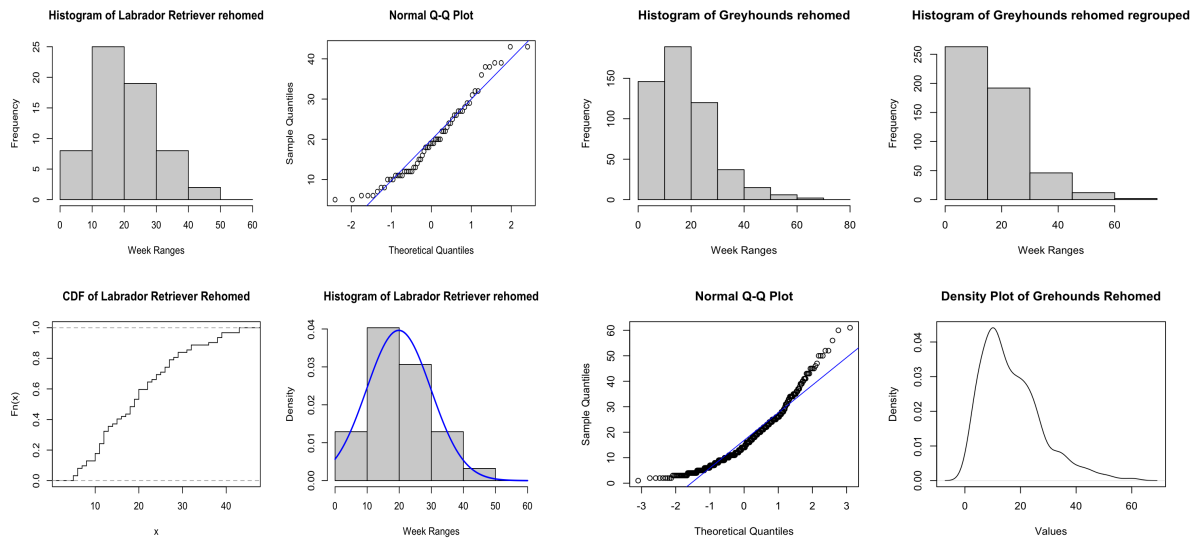 Histogram of Labrador Retriever rehomed
Frequency
25
20
15
10
5
0
0 10 20 30 40 50 60
Week Ranges
Normal Q-Q Plot
Sample Quantiles
40
30
20
10
-2 -1 0 1 2
Theoretical Quantiles
Histogram of Greyhounds rehomed
Frequency
150
100
50
0
0 20 40 60 80
Week Ranges
Histogram of Greyhounds rehomed regrouped
Frequency
250
200
150
100
50
0
0 20 40 60
Week Ranges
CDF of Labrador Retriever Rehomed
Fn(x)
1.0
0.8
0.6
0.4
0.2
0.0
10 20 30 40
x
Histogram of Labrador Retriever rehomed
Density
0.04
0.03
0.02
0.01
0.00
0 10 20 30 40 50 60
Week Ranges
Normal Q-Q Plot
Sample Quantiles
60
50
40
30
20
10
0
-3 -2 -1 0 1 2 3
Theoretical Quantiles
Density Plot of Grehounds Rehomed
Density
0.04
0.03
0.02
0.01
0.00
0 20 40 60
Values